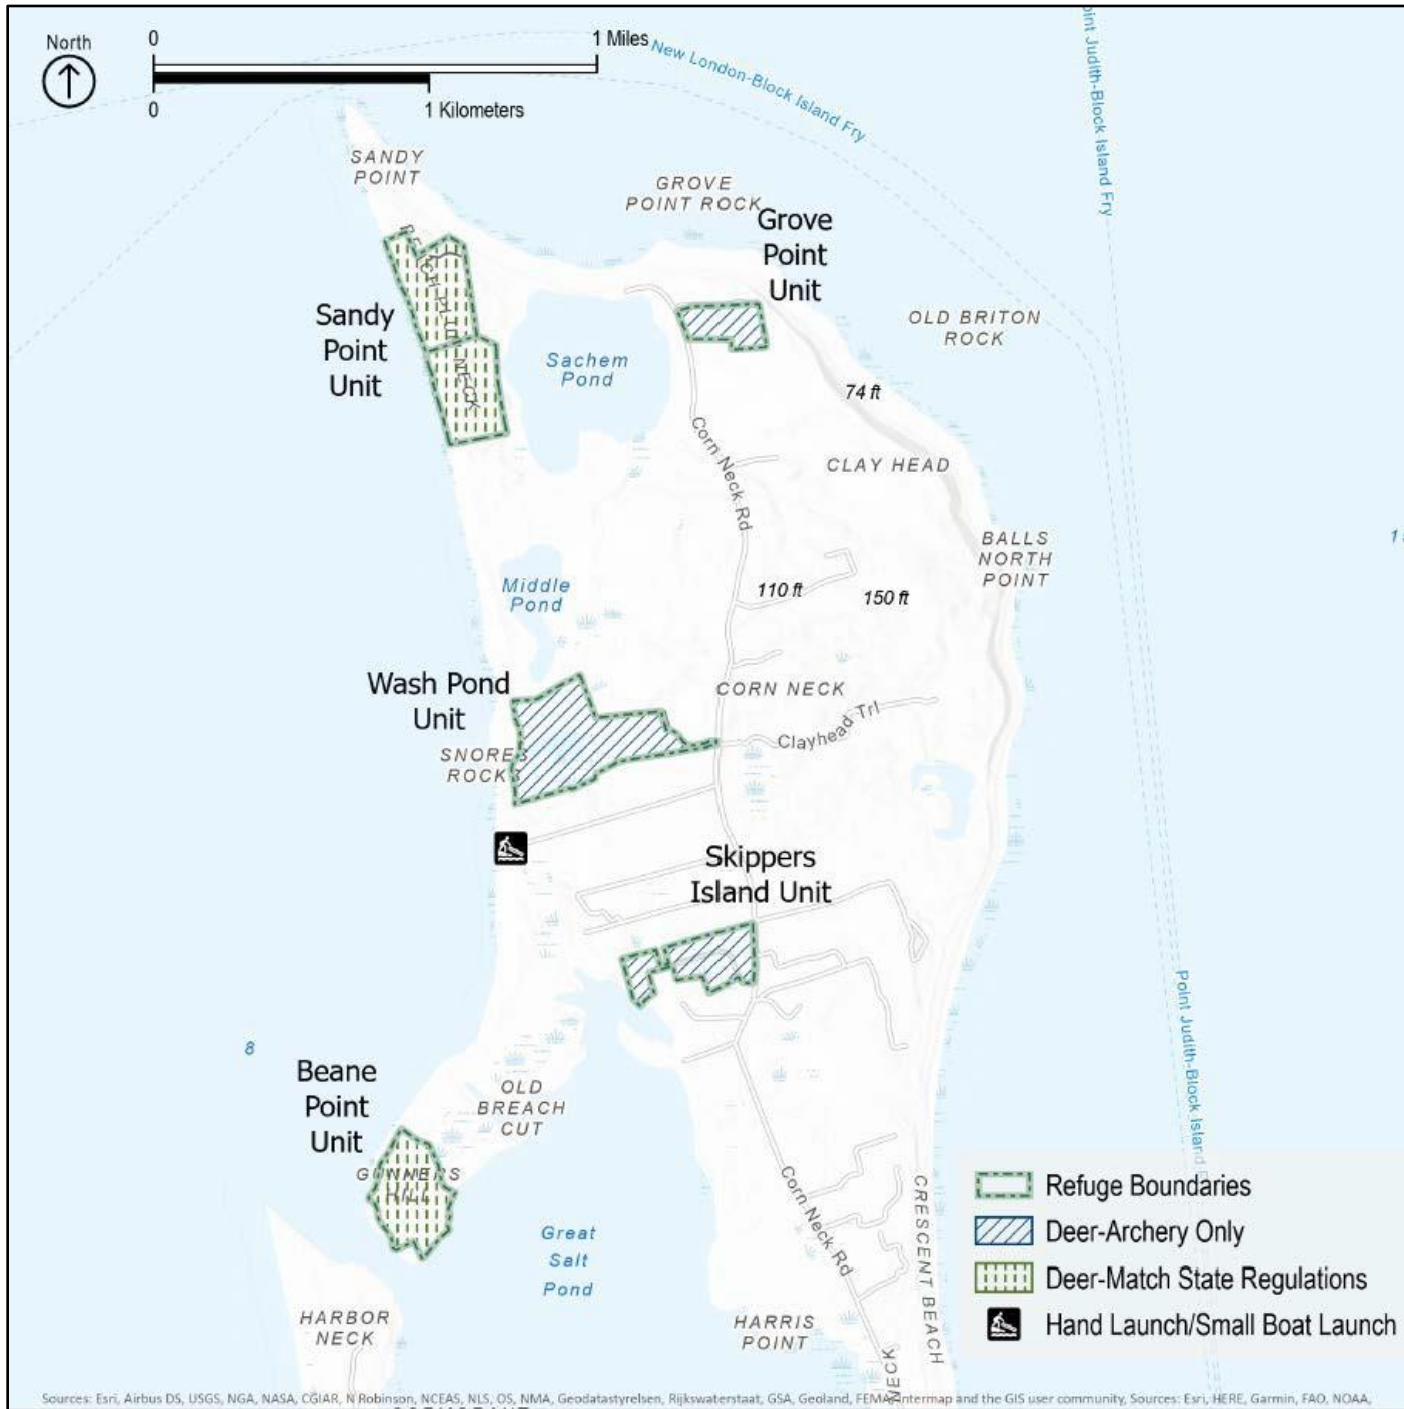 North
0
1 Miles
0
1 Kilometers
New London-Block Island Fry
Point Judith-Block Island Fry
SANDY
POINT
GROVE
POINT ROCK
Grove
Point
Unit
Sandy
Point
Unit
NECK
Sachem
Pond
OLD BRITON
ROCK
74 ft
Corn Neck Rd
CLAY HEAD
BALLS
NORTH
POINT
Middle
Pond
110 ft
150 ft
Wash Pond
Unit
CORN NECK
Clayhead Trl
SNORES
ROCKS
Skippers
Island Unit
Point Judith-Block Island
8
Beane
Point
Unit
OLD
BREACH
CUT
GUNNERS
HILL
Corn Neck Rd
CRESCENT BEACH
Great
Salt
Pond
HARBOR
NECK
HARRIS
POINT
NECK
Refuge Boundaries
Deer-Archery Only
Deer-Match State Regulations
Hand Launch/Small Boat Launch
Sources: Esri, Airbus DS, USGS, NGA, NASA, CGIAR, N Robinson, NCEAS, NLS, OS, NMA, Geodatastyrelsen, Rijkswaterstaat, GSA, Geoland, FEMA, Intermap and the GIS user community, Sources: Esri, HERE, Garmin, FAO, NOAA,